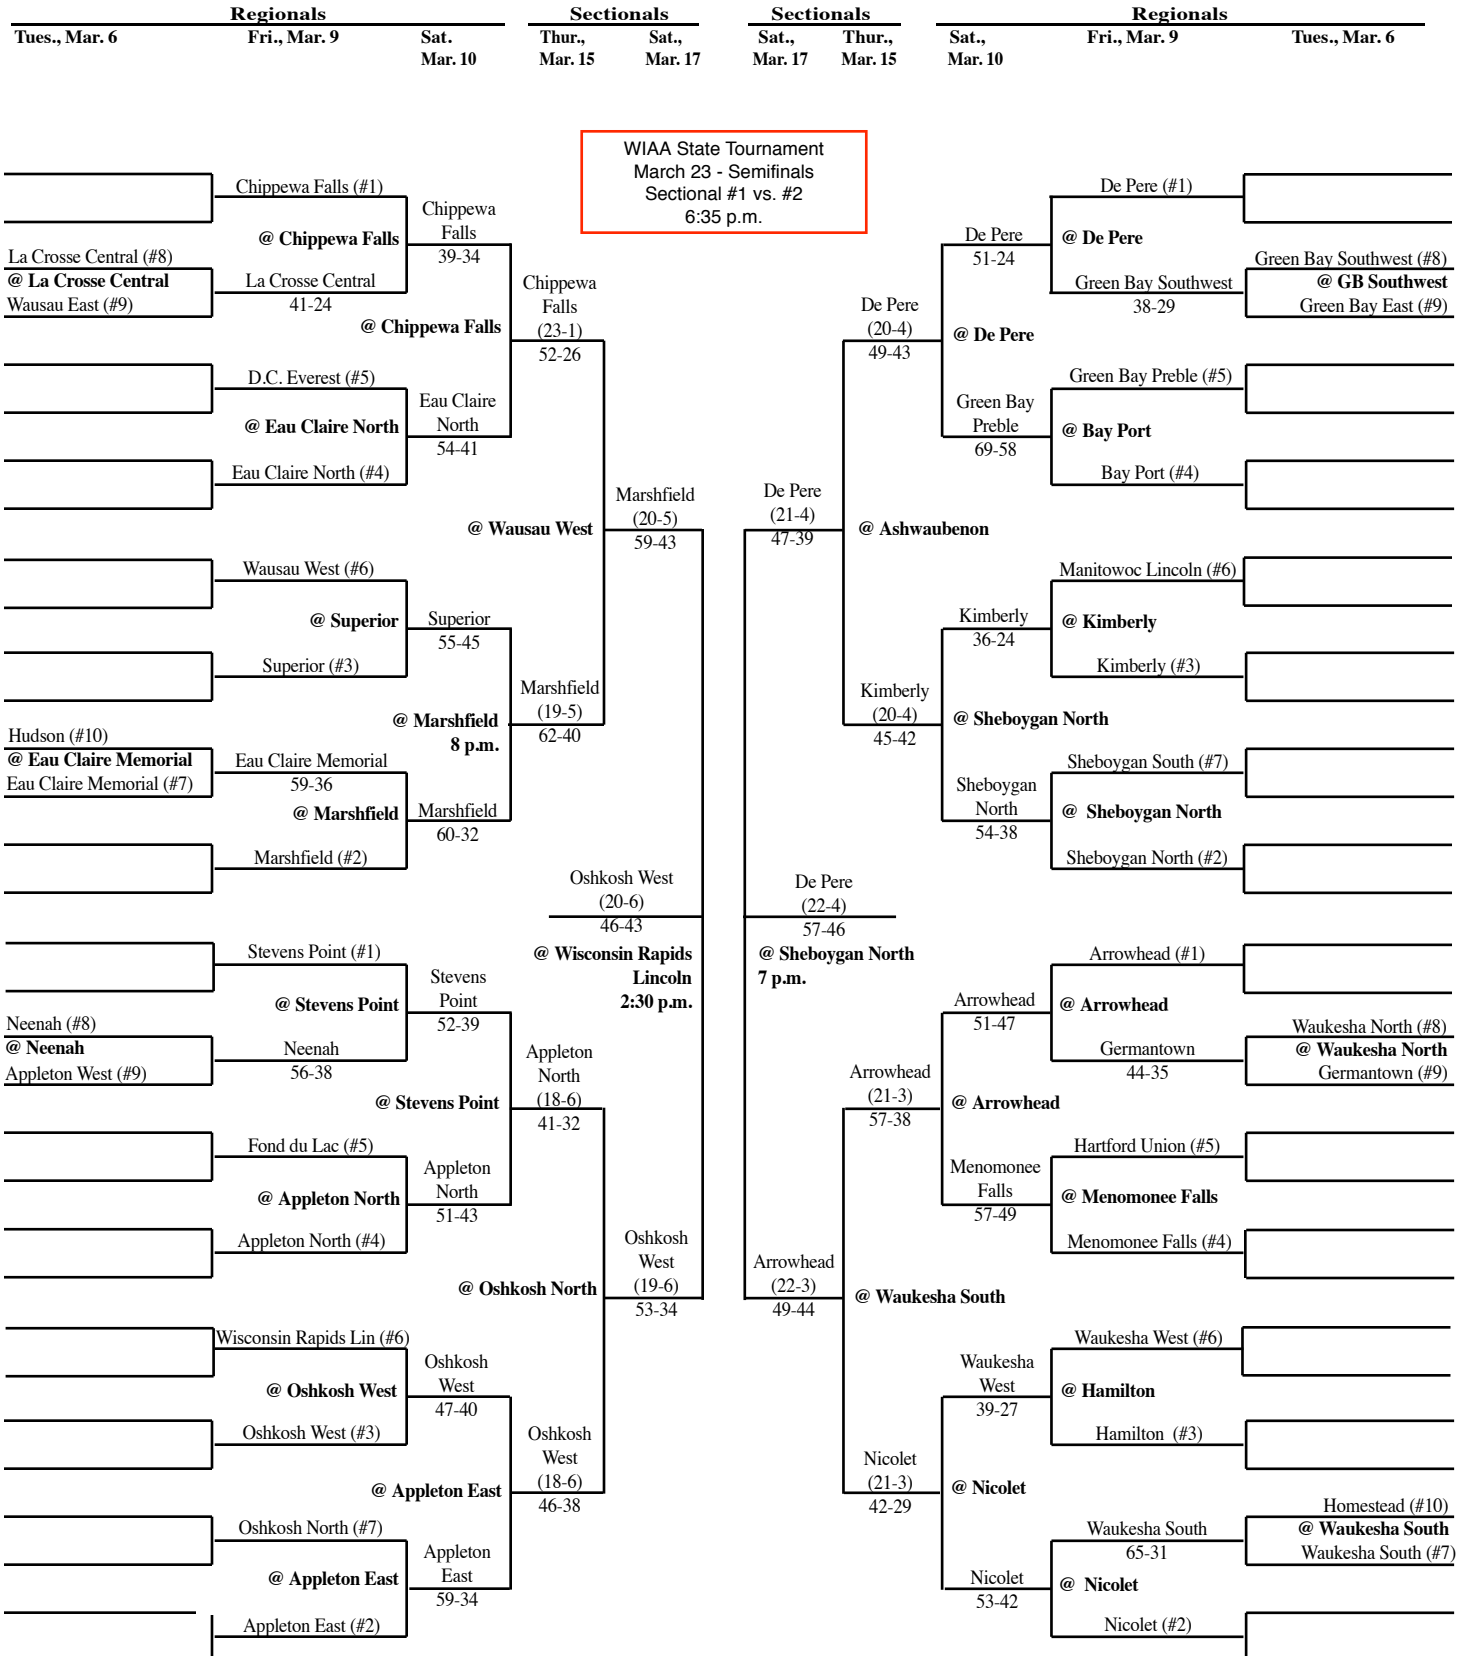 Regionals
Sectionals
Sectionals
Regionals
Tues., Mar. 6
Fri., Mar. 9
Sat.
Mar. 10
Thur.,
Mar. 15
Sat.,
Mar. 17
Sat.,
Mar. 17
Thur.,
Mar. 15
Sat.,
Mar. 10
Fri., Mar. 9
Tues., Mar. 6
WIAA State Tournament
March 23 - Semifinals
Sectional #1 vs. #2
6:35 p.m.
Chippewa Falls (#1)
@ Chippewa Falls
La Crosse Central (#8)
@ La Crosse Central
Wausau East (#9)
La Crosse Central
41-24
Chippewa
Falls
39-34
@ Chippewa Falls
Chippewa
Falls
(23-1)
52-26
D.C. Everest (#5)
@ Eau Claire North
Eau Claire North (#4)
Eau Claire
North
54-41
@ Wausau West
Marshfield
(20-5)
59-43
Wausau West (#6)
@ Superior
Superior (#3)
Superior
55-45
@ Marshfield
8 p.m.
Marshfield
(19-5)
62-40
Hudson (#10)
@ Eau Claire Memorial
Eau Claire Memorial (#7)
Eau Claire Memorial
59-36
@ Marshfield
Marshfield (#2)
Marshfield
60-32
Oshkosh West
(20-6)
46-43
@ Wisconsin Rapids
Lincoln
2:30 p.m.
Stevens Point (#1)
@ Stevens Point
Neenah (#8)
@ Neenah
Appleton West (#9)
Neenah
56-38
Stevens
Point
52-39
@ Stevens Point
Appleton
North
(18-6)
41-32
Fond du Lac (#5)
@ Appleton North
Appleton North (#4)
Appleton
North
51-43
@ Oshkosh North
Oshkosh
West
(19-6)
53-34
Wisconsin Rapids Lin (#6)
@ Oshkosh West
Oshkosh West (#3)
Oshkosh
West
47-40
@ Appleton East
Oshkosh
West
(18-6)
46-38
Oshkosh North (#7)
@ Appleton East
Appleton East (#2)
Appleton
East
59-34
De Pere (#1)
@ De Pere
Green Bay Southwest (#8)
@ GB Southwest
Green Bay East (#9)
Green Bay Southwest
38-29
De Pere
51-24
@ De Pere
De Pere
(20-4)
49-43
Green Bay Preble (#5)
@ Bay Port
Bay Port (#4)
Green Bay
Preble
69-58
De Pere
(21-4)
47-39
@ Ashwaubenon
Manitowoc Lincoln (#6)
@ Kimberly
Kimberly (#3)
Kimberly
36-24
Kimberly
(20-4)
45-42
@ Sheboygan North
Sheboygan South (#7)
@ Sheboygan North
Sheboygan North (#2)
Sheboygan
North
54-38
De Pere
(22-4)
57-46
@ Sheboygan North
7 p.m.
Arrowhead (#1)
@ Arrowhead
Waukesha North (#8)
@ Waukesha North
Germantown (#9)
Germantown
44-35
Arrowhead
51-47
@ Arrowhead
Arrowhead
(21-3)
57-38
Hartford Union (#5)
@ Menomonee Falls
Menomonee Falls (#4)
Menomonee
Falls
57-49
Arrowhead
(22-3)
49-44
@ Waukesha South
Waukesha West (#6)
@ Hamilton
Hamilton (#3)
Waukesha
West
39-27
Nicolet
(21-3)
42-29
@ Nicolet
Homestead (#10)
@ Waukesha South
Waukesha South (#7)
Waukesha South
65-31
@ Nicolet
Nicolet (#2)
Nicolet
53-42